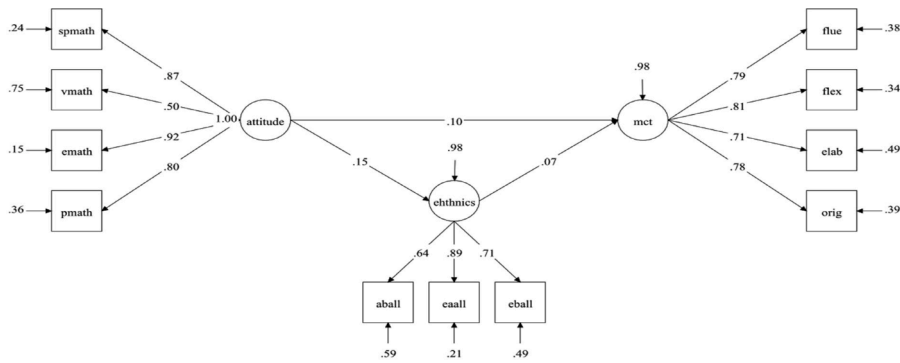 .24
spmath
.87
.75
vmath
.50
.15
emath
.92
.36
pmath
.80
1.00
attitude
.10
.15
.98
ehthnics
.07
.98
mct
.79
flue
.38
.81
flex
.34
.71
elab
.49
.78
orig
.39
.64
.89
.71
aball
eaall
eball
.59
.21
.49